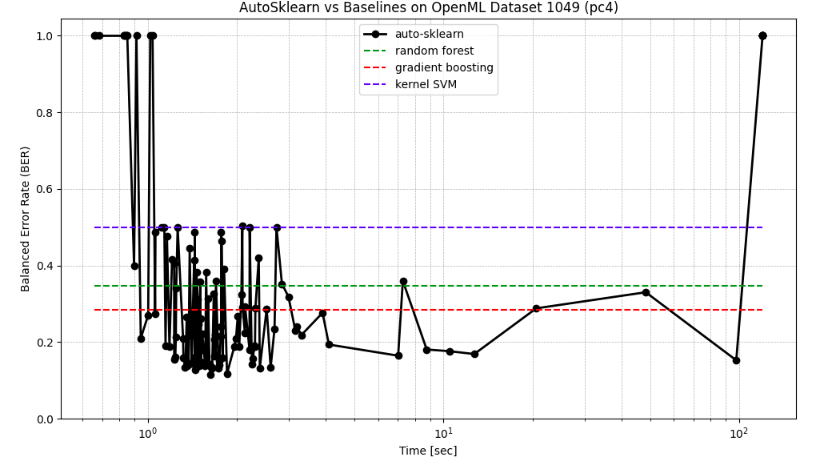 AutoSklearn vs Baselines on OpenML Dataset 1049 (pc4)
auto-sklearn
random forest
gradient boosting
kernel SVM
Balanced Error Rate (BER)
1.0
0.8
0.6
0.4
0.2
0.0
10⁰
10¹
10²
Time [sec]